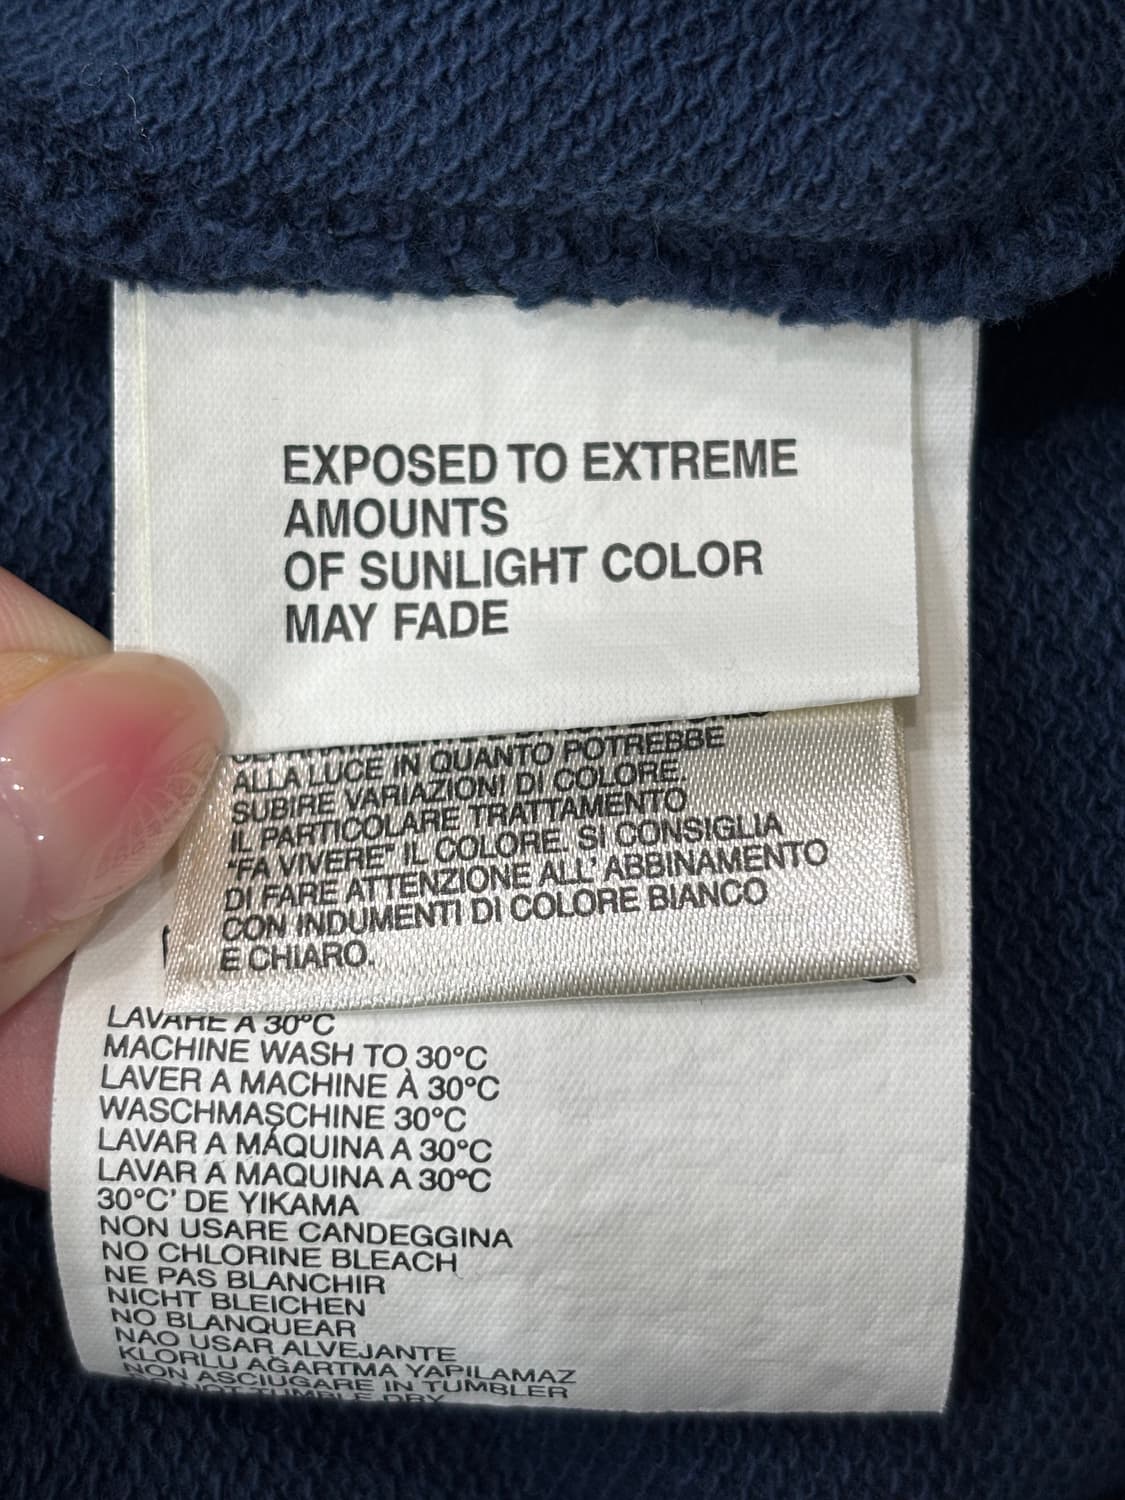 EXPOSED TO EXTREME
AMOUNTS
OF SUNLIGHT COLOR
MAY FADE
ALLA LUCE IN QUANTO POTREBBE
SUBIRE VARIAZIONI DI COLORE
IL PARTICOLARE TRATTAMENTO
"FA VIVERE" IL COLORE. SI CONSIGLIA
DI FARE ATTENZIONE ALL' ABBINAMENTO
CON INDUMENTI DI COLORE BIANCO
E CHIARO.
LAVARE A 30°C
MACHINE WASH TO 30°C
LAVER A MACHINE À 30°C
WASCHMASCHINE 30°C
LAVAR A MÁQUINA A 30°C
LAVAR A MAQUINA A 30°C
30°C' DE YIKAMA
NON USARE CANDEGGINA
NO CHLORINE BLEACH
NE PAS BLANCHIR
NICHT BLEICHEN
NO BLANQUEAR
NAO USAR ALVEJANTE
KLORLU AĞARTMA YAPILAMAZ
NON ASCIUGARE IN TUMBLER
NOT TUMBLE DRY